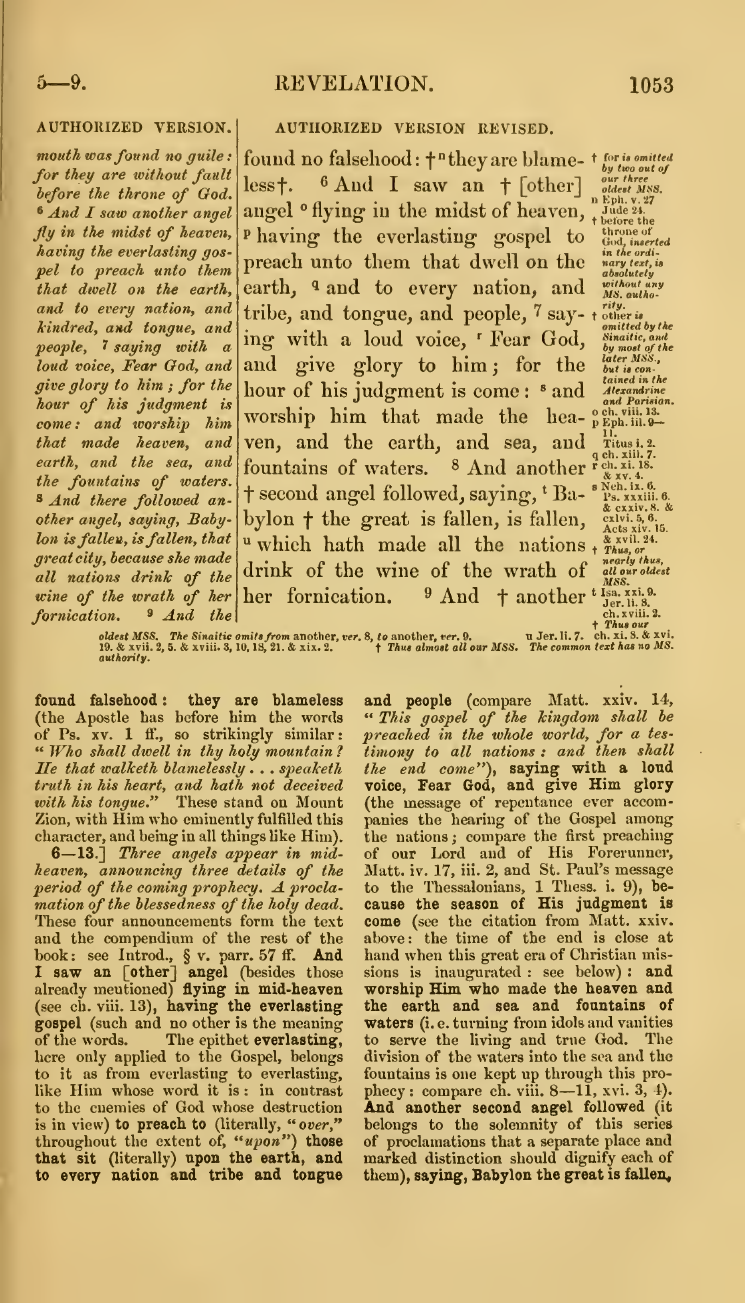 5—9.
REVELATION.
1053
AUTHORIZED VERSION.
mouth was found no guile:
for they are without fault
before the throne of God.
⁶ And I saw another angel
fly in the midst of heaven,
having the everlasting gos-
pel to preach unto them
that dwell on the earth,
and to every nation, and
kindred, and tongue, and
people, ⁷ saying with a
loud voice, Fear God, and
give glory to him; for the
hour of his judgment is
come: and worship him
that made heaven, and
earth, and the sea, and
the fountains of waters.
⁸ And there followed an-
other angel, saying, Baby-
lon is fallen, is fallen, that
great city, because she made
all nations drink of the
wine of the wrath of her
fornication. ⁹ And the
AUTHORIZED VERSION REVISED.
found no falsehood: † ⁿ they are blame-
less†. ⁶ And I saw an † [other]
angel ᵒ flying in the midst of heaven,
ᵖ having the everlasting gospel to
preach unto them that dwell on the
earth, q and to every nation, and
tribe, and tongue, and people, ⁷ say-
ing with a loud voice, ʳ Fear God,
and give glory to him; for the
hour of his judgment is come: ˢ and
worship him that made the hea-
ven, and the earth, and sea, and
fountains of waters. ⁸ And another
† second angel followed, saying, ᵗ Ba-
bylon † the great is fallen, is fallen,
ᵘ which hath made all the nations
drink of the wine of the wrath of
her fornication. ⁹ And † another
† for is omitted
by two out of
our three
oldest MSS.
n Eph. v. 27
Jude 24.
† before the
throne of
God, inserted
in the ordi-
nary text, is
absolutely
without any
MS. autho-
rity.
† other is
omitted by the
Sinaitic, and
by most of the
later MSS.,
but is con-
tained in the
Alexandrine
and Parisian.
o ch. viii. 13.
p Eph. iii. 9—
11.
Titus i. 2.
q ch. xiii. 7.
r ch. xi. 18.
& xv. 4.
s Neh. ix. 6.
Ps. xxxiii. 6.
& cxxiv. 8. &
cxlvi. 5, 6.
Acts xiv. 15.
& xvii. 24.
† Thus, or
nearly thus,
all our oldest
MSS.
t Isa. xxi. 9.
Jer. li. 8.
ch. xviii. 2.
† Thus our
oldest MSS. The Sinaitic omits from another, ver. 8, to another, ver. 9. u Jer. li. 7. ch. xi. 8. & xvi.
19. & xvii. 2, 5. & xviii. 3, 10, 18, 21. & xix. 2. † Thus almost all our MSS. The common text has no MS.
authority.
found falsehood: they are blameless
(the Apostle has before him the words
of Ps. xv. 1 ff., so strikingly similar:
"Who shall dwell in thy holy mountain?
He that walketh blamelessly . . . speaketh
truth in his heart, and hath not deceived
with his tongue." These stand on Mount
Zion, with Him who eminently fulfilled this
character, and being in all things like Him).
6—13.] Three angels appear in mid-
heaven, announcing three details of the
period of the coming prophecy. A procla-
mation of the blessedness of the holy dead.
These four announcements form the text
and the compendium of the rest of the
book: see Introd., § v. parr. 57 ff. And
I saw an [other] angel (besides those
already mentioned) flying in mid-heaven
(see ch. viii. 13), having the everlasting
gospel (such and no other is the meaning
of the words. The epithet everlasting,
here only applied to the Gospel, belongs
to it as from everlasting to everlasting,
like Him whose word it is: in contrast
to the enemies of God whose destruction
is in view) to preach to (literally, "over,"
throughout the extent of, "upon") those
that sit (literally) upon the earth, and
to every nation and tribe and tongue
and people (compare Matt. xxiv. 14,
"This gospel of the kingdom shall be
preached in the whole world, for a tes-
timony to all nations: and then shall
the end come"), saying with a loud
voice, Fear God, and give Him glory
(the message of repentance ever accom-
panies the hearing of the Gospel among
the nations; compare the first preaching
of our Lord and of His Forerunner,
Matt. iv. 17, iii. 2, and St. Paul's message
to the Thessalonians, 1 Thess. i. 9), be-
cause the season of His judgment is
come (see the citation from Matt. xxiv.
above: the time of the end is close at
hand when this great era of Christian mis-
sions is inaugurated: see below): and
worship Him who made the heaven and
the earth and sea and fountains of
waters (i. e. turning from idols and vanities
to serve the living and true God. The
division of the waters into the sea and the
fountains is one kept up through this pro-
phecy: compare ch. viii. 8—11, xvi. 3, 4).
And another second angel followed (it
belongs to the solemnity of this series
of proclamations that a separate place and
marked distinction should dignify each of
them), saying, Babylon the great is fallen,